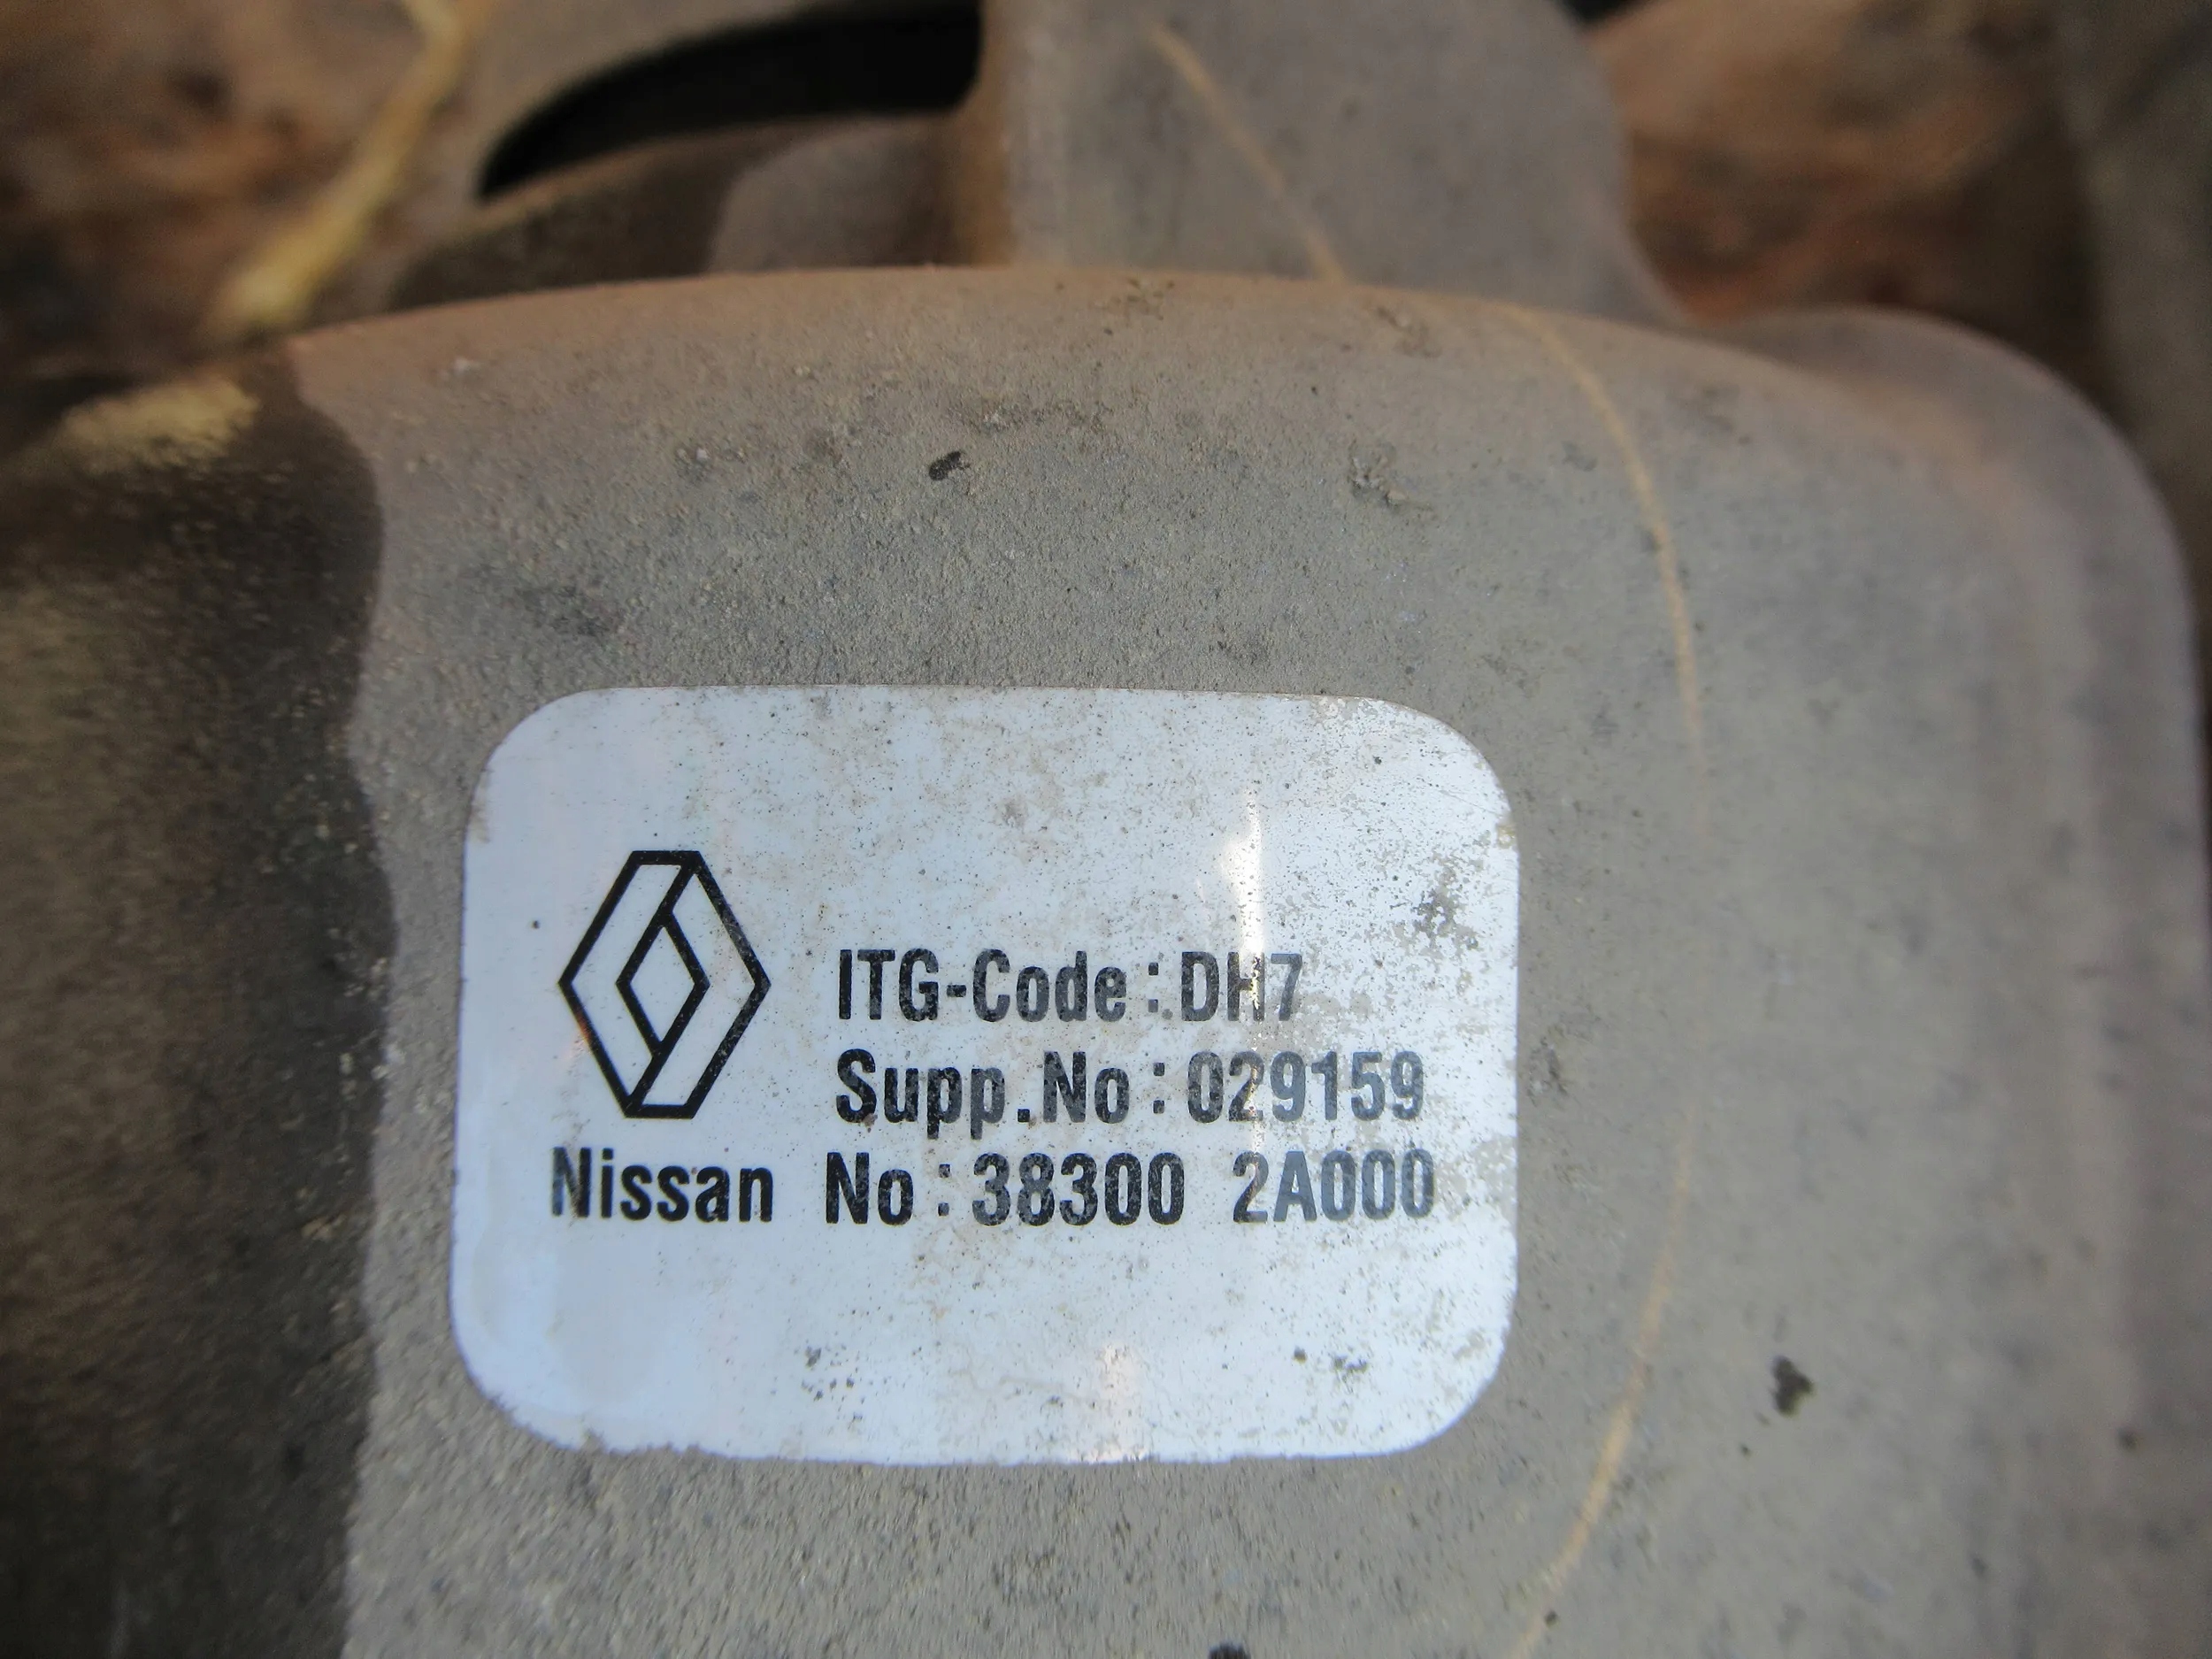 ITG-Code : DH7
Supp.No : 029159
Nissan No : 38300 2A000